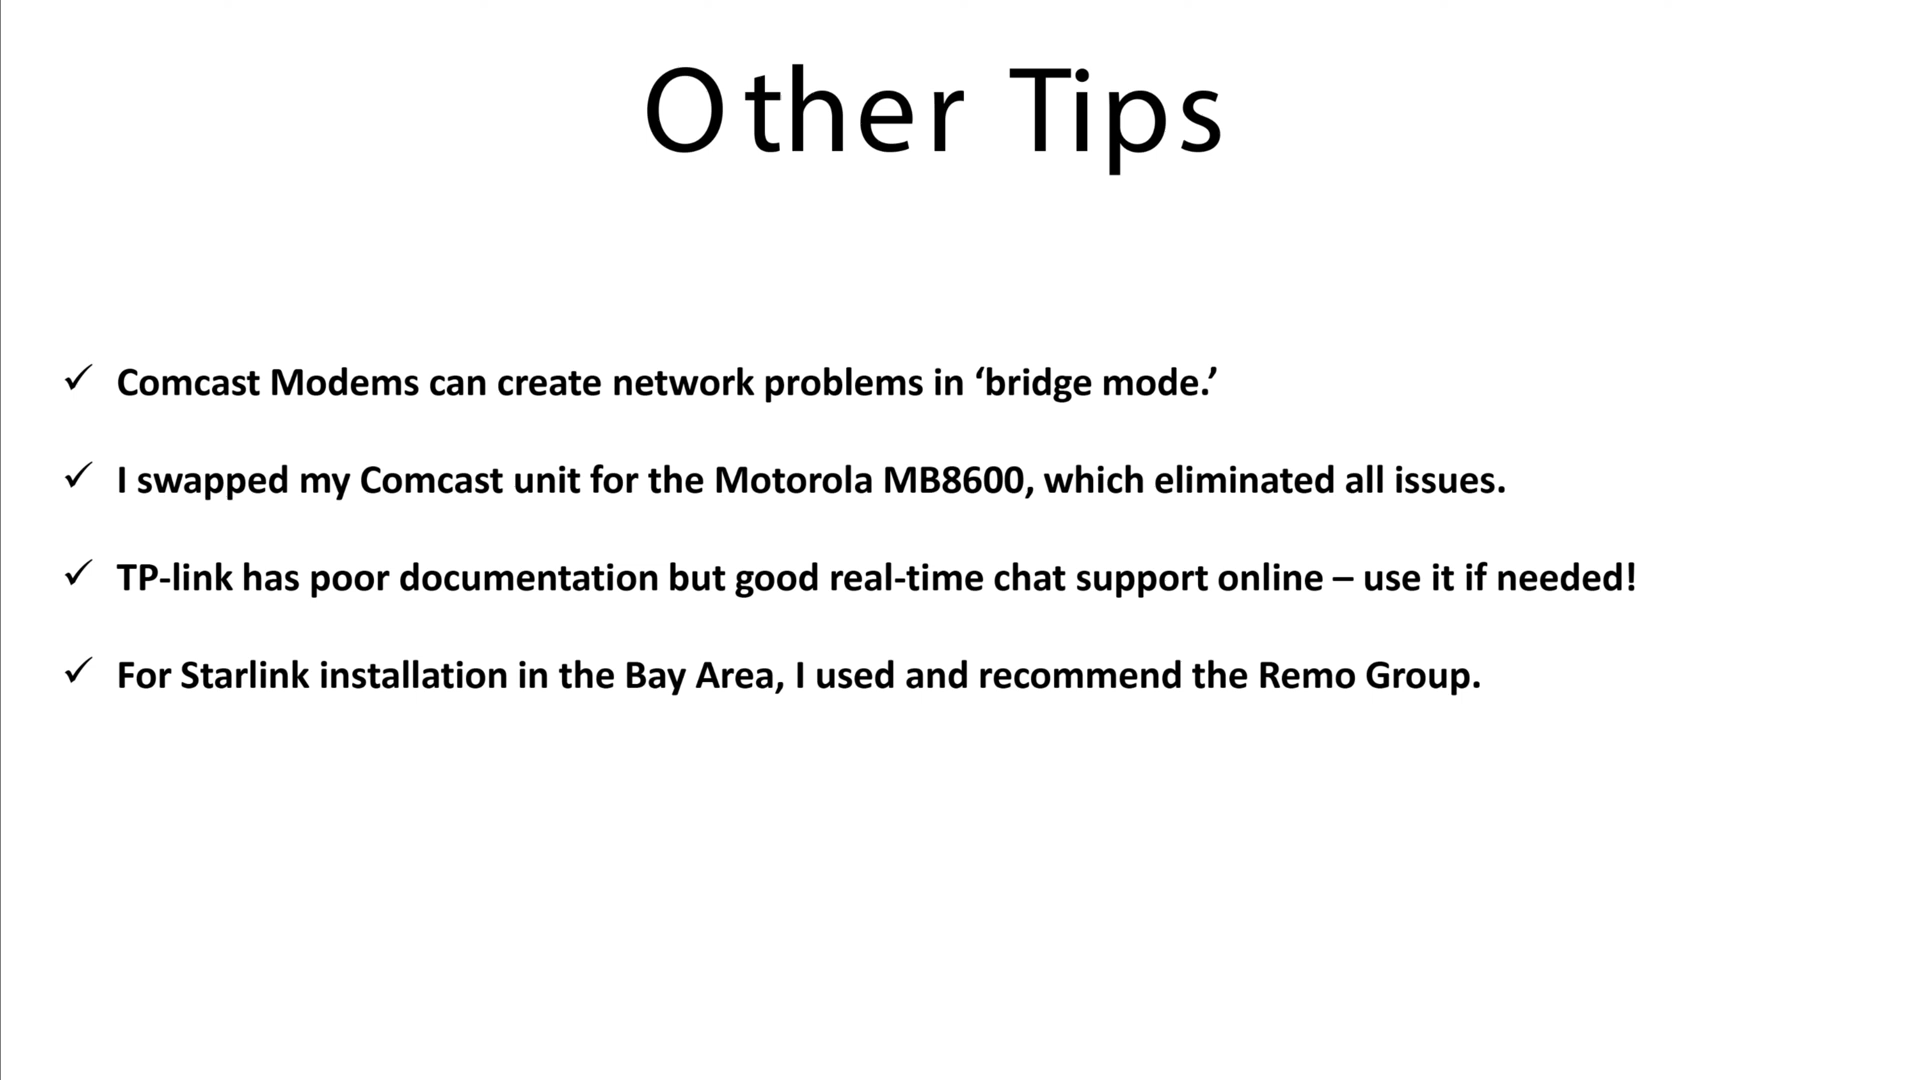 Other Tips
✓ Comcast Modems can create network problems in ‘bridge mode.’
✓ I swapped my Comcast unit for the Motorola MB8600, which eliminated all issues.
✓ TP-link has poor documentation but good real-time chat support online – use it if needed!
✓ For Starlink installation in the Bay Area, I used and recommend the Remo Group.